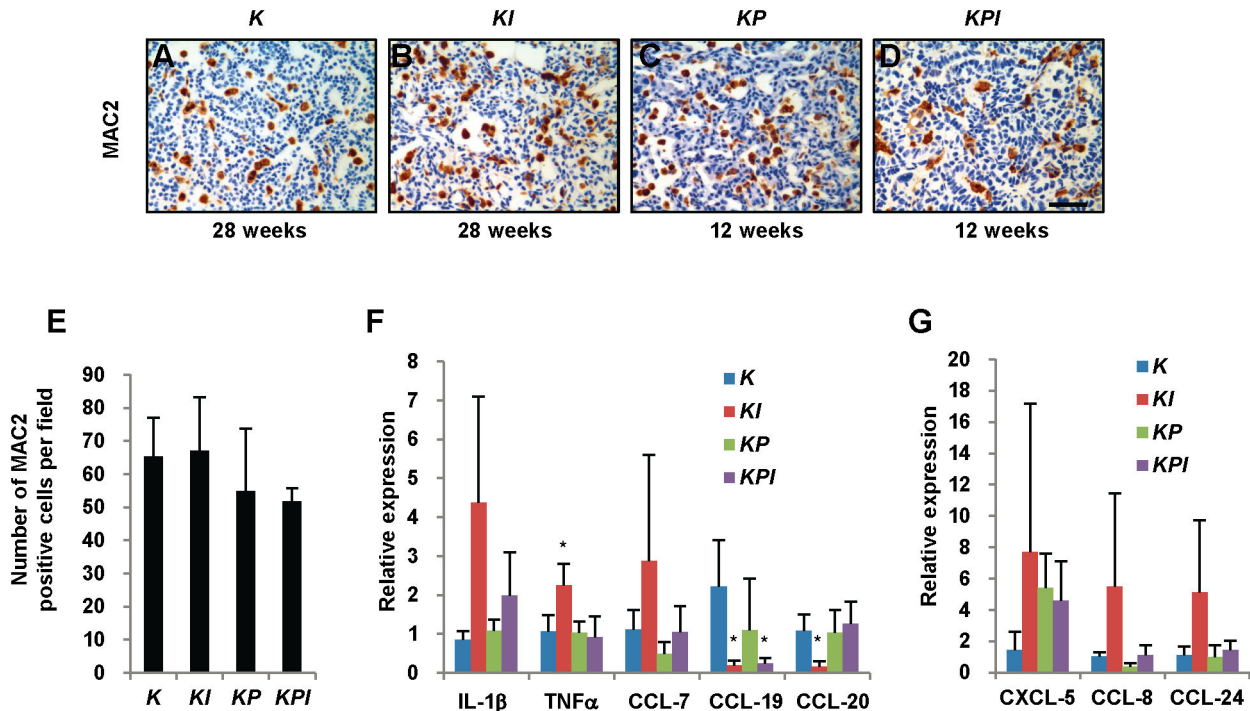 K KI KP KPI
MAC2
A B C D
28 weeks 28 weeks 12 weeks 12 weeks
E
Number of MAC2
positive cells per field
90
80
70
60
50
40
30
20
10
0
K KI KP KPI
F
Relative expression
8
7
6
5
4
3
2
1
0
K
KI
KP
KPI
*
* *
*
IL-1β TNFα CCL-7 CCL-19 CCL-20
G
Relative expression
20
18
16
14
12
10
8
6
4
2
0
K
KI
KP
KPI
CXCL-5 CCL-8 CCL-24